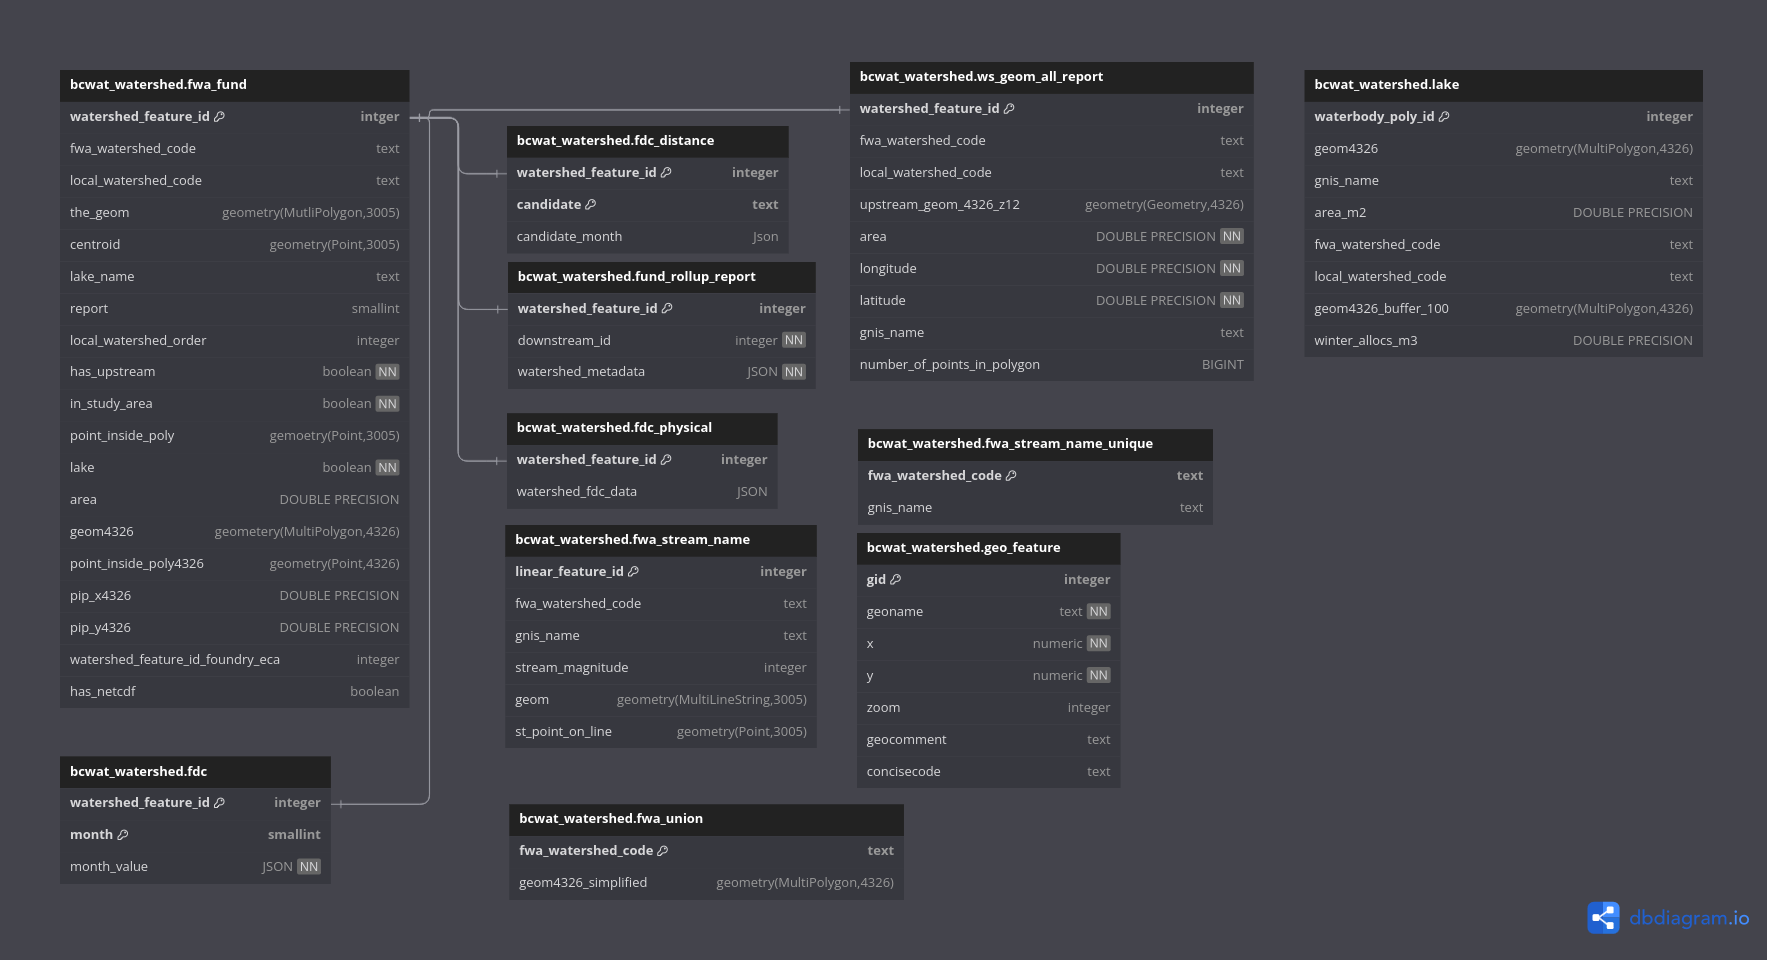 bcwat_watershed.fwa_fund
watershed_feature_id intger
fwa_watershed_code text
local_watershed_code text
the_geom geometry(MutliPolygon,3005)
centroid geometry(Point,3005)
lake_name text
report smallint
local_watershed_order integer
has_upstream boolean NN
in_study_area boolean NN
point_inside_poly gemoetry(Point,3005)
lake boolean NN
area DOUBLE PRECISION
geom4326 geometery(MultiPolygon,4326)
point_inside_poly4326 geometry(Point,4326)
pip_x4326 DOUBLE PRECISION
pip_y4326 DOUBLE PRECISION
watershed_feature_id_foundry_eca integer
has_netcdf boolean
bcwat_watershed.fdc
watershed_feature_id integer
month smallint
month_value JSON NN
bcwat_watershed.fdc_distance
watershed_feature_id integer
candidate text
candidate_month Json
bcwat_watershed.fund_rollup_report
watershed_feature_id integer
downstream_id integer NN
watershed_metadata JSON NN
bcwat_watershed.fdc_physical
watershed_feature_id integer
watershed_fdc_data JSON
bcwat_watershed.fwa_stream_name
linear_feature_id integer
fwa_watershed_code text
gnis_name text
stream_magnitude integer
geom geometry(MultiLineString,3005)
st_point_on_line geometry(Point,3005)
bcwat_watershed.fwa_union
fwa_watershed_code text
geom4326_simplified geometry(MultiPolygon,4326)
bcwat_watershed.ws_geom_all_report
watershed_feature_id integer
fwa_watershed_code text
local_watershed_code text
upstream_geom_4326_z12 geometry(Geometry,4326)
area DOUBLE PRECISION NN
longitude DOUBLE PRECISION NN
latitude DOUBLE PRECISION NN
gnis_name text
number_of_points_in_polygon BIGINT
bcwat_watershed.fwa_stream_name_unique
fwa_watershed_code text
gnis_name text
bcwat_watershed.geo_feature
gid integer
geoname text NN
x numeric NN
y numeric NN
zoom integer
geocomment text
concisecode text
bcwat_watershed.lake
waterbody_poly_id integer
geom4326 geometry(MultiPolygon,4326)
gnis_name text
area_m2 DOUBLE PRECISION
fwa_watershed_code text
local_watershed_code text
geom4326_buffer_100 geometry(MultiPolygon,4326)
winter_allocs_m3 DOUBLE PRECISION
dbdiagram.io